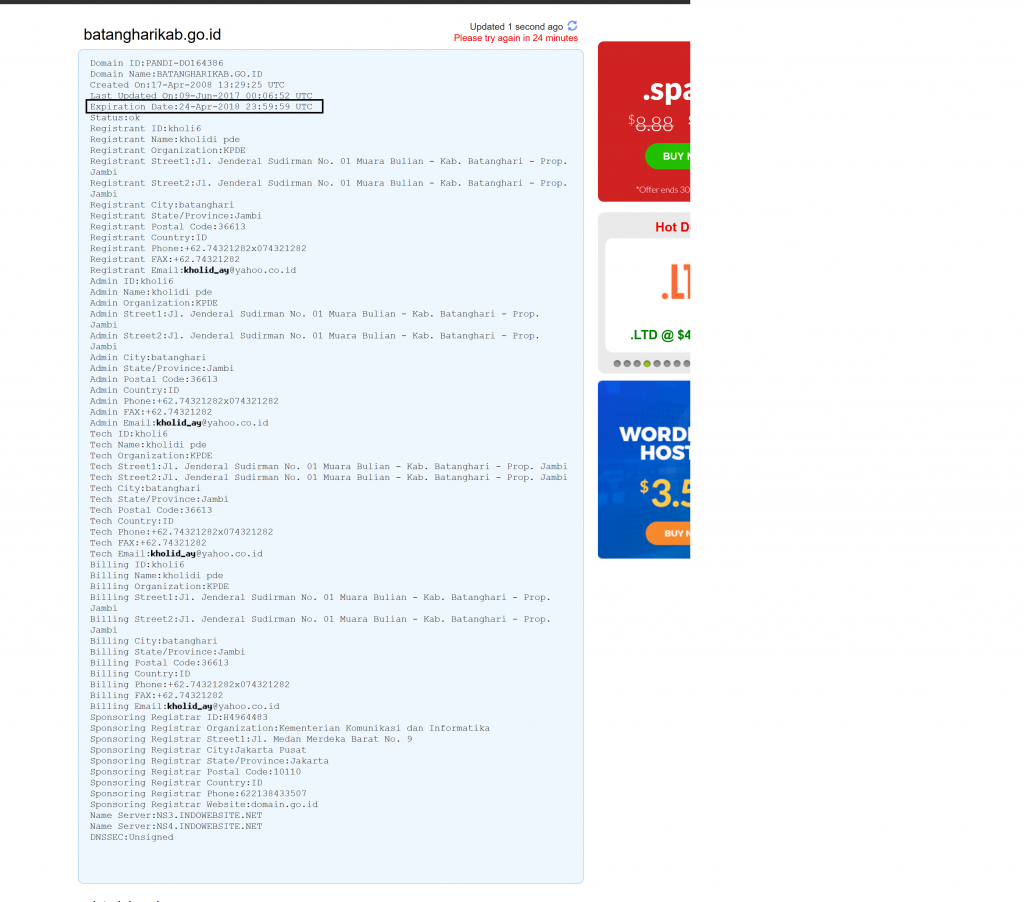 batangharikab.go.id
Updated 1 second ago
Please try again in 24 minutes
Domain ID:PANDI-DO164386
Domain Name:BATANGHARIKAB.GO.ID
Created On:17-Apr-2008 13:29:25 UTC
Last Updated On:09-Jun-2017 00:06:52 UTC
Expiration Date:24-Apr-2018 23:59:59 UTC
Status:ok
Registrant ID:kholi6
Registrant Name:kholidi pde
Registrant Organization:KPDE
Registrant Street1:Jl. Jenderal Sudirman No. 01 Muara Bulian - Kab. Batanghari - Prop.
Jambi
Registrant Street2:Jl. Jenderal Sudirman No. 01 Muara Bulian - Kab. Batanghari - Prop.
Jambi
Registrant City:batanghari
Registrant State/Province:Jambi
Registrant Postal Code:36613
Registrant Country:ID
Registrant Phone:+62.74321282x074321282
Registrant FAX:+62.74321282
Registrant Email:kholid_ay@yahoo.co.id
Admin ID:kholi6
Admin Name:kholidi pde
Admin Organization:KPDE
Admin Street1:Jl. Jenderal Sudirman No. 01 Muara Bulian - Kab. Batanghari - Prop.
Jambi
Admin Street2:Jl. Jenderal Sudirman No. 01 Muara Bulian - Kab. Batanghari - Prop.
Jambi
Admin City:batanghari
Admin State/Province:Jambi
Admin Postal Code:36613
Admin Country:ID
Admin Phone:+62.74321282x074321282
Admin FAX:+62.74321282
Admin Email:kholid_ay@yahoo.co.id
Tech ID:kholi6
Tech Name:kholidi pde
Tech Organization:KPDE
Tech Street1:Jl. Jenderal Sudirman No. 01 Muara Bulian - Kab. Batanghari - Prop. Jambi
Tech Street2:Jl. Jenderal Sudirman No. 01 Muara Bulian - Kab. Batanghari - Prop. Jambi
Tech City:batanghari
Tech State/Province:Jambi
Tech Postal Code:36613
Tech Country:ID
Tech Phone:+62.74321282x074321282
Tech FAX:+62.74321282
Tech Email:kholid_ay@yahoo.co.id
Billing ID:kholi6
Billing Name:kholidi pde
Billing Organization:KPDE
Billing Street1:Jl. Jenderal Sudirman No. 01 Muara Bulian - Kab. Batanghari - Prop.
Jambi
Billing Street2:Jl. Jenderal Sudirman No. 01 Muara Bulian - Kab. Batanghari - Prop.
Jambi
Billing City:batanghari
Billing State/Province:Jambi
Billing Postal Code:36613
Billing Country:ID
Billing Phone:+62.74321282x074321282
Billing FAX:+62.74321282
Billing Email:kholid_ay@yahoo.co.id
Sponsoring Registrar ID:H4964483
Sponsoring Registrar Organization:Kementerian Komunikasi dan Informatika
Sponsoring Registrar Street1:Jl. Medan Merdeka Barat No. 9
Sponsoring Registrar City:Jakarta Pusat
Sponsoring Registrar State/Province:Jakarta
Sponsoring Registrar Postal Code:10110
Sponsoring Registrar Country:ID
Sponsoring Registrar Phone:622138433507
Sponsoring Registrar Website:domain.go.id
Name Server:NS3.INDOWEBSITE.NET
Name Server:NS4.INDOWEBSITE.NET
DNSSEC:Unsigned
.spa
$8.88
BUY
*Offer ends 30
Hot D
.LT
.LTD @ $4
WORD
HOST
$3.5
BUY